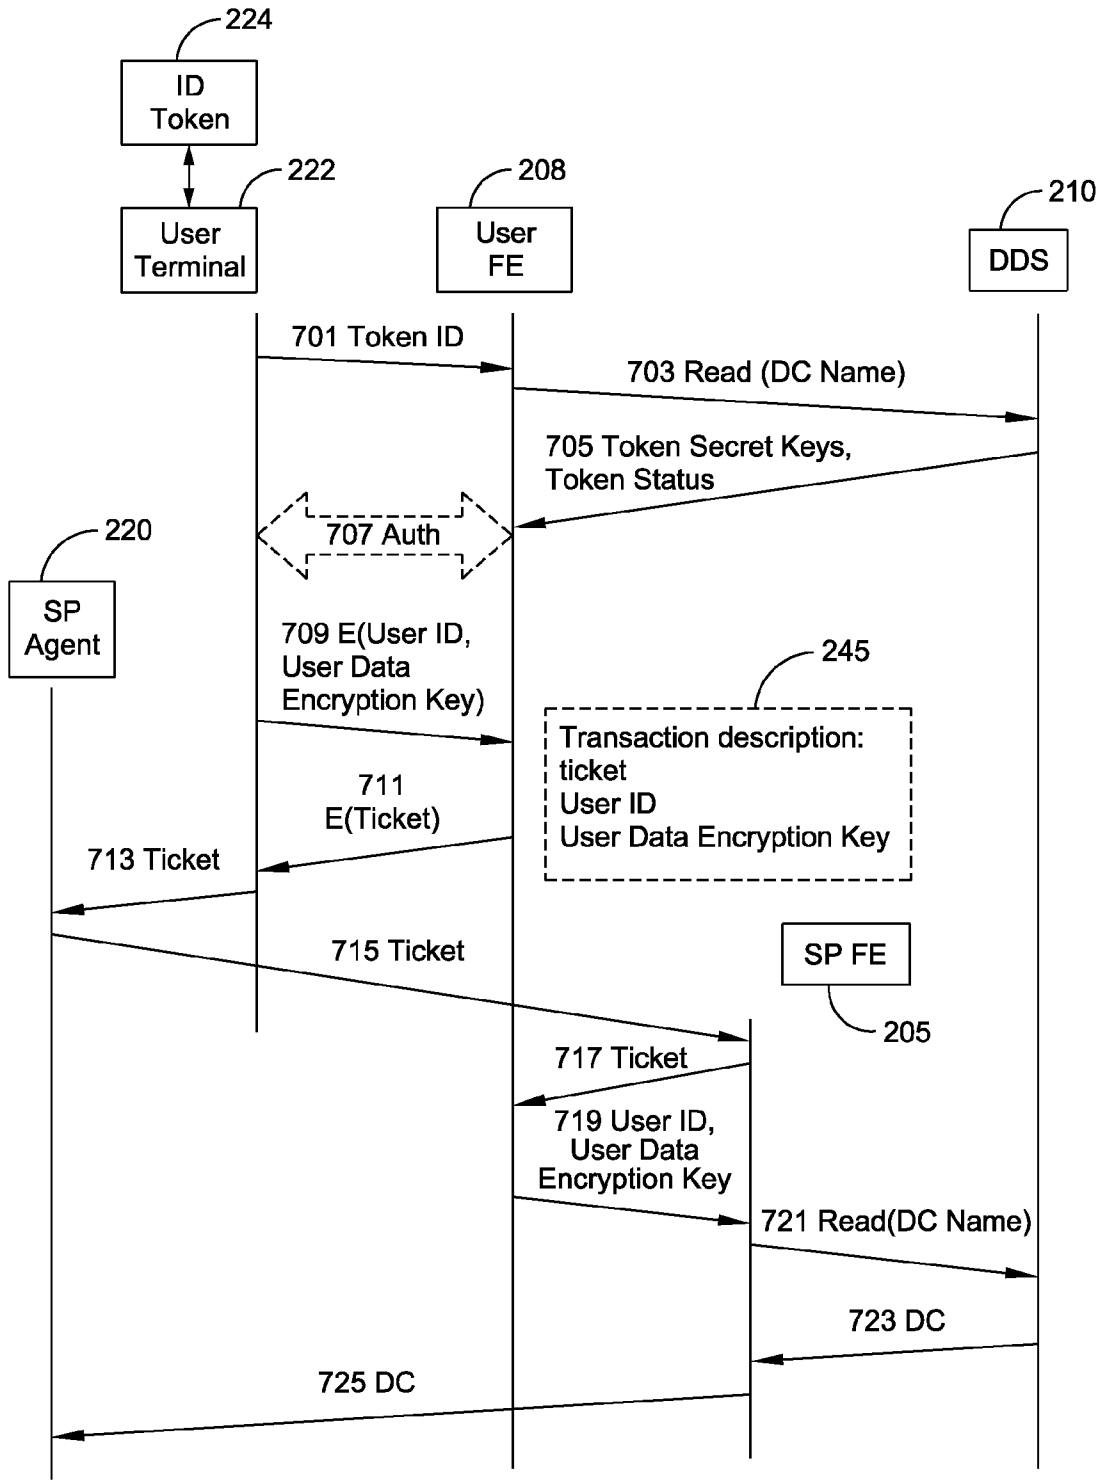 224
ID
Token
222
User
Terminal
208
User
FE
210
DDS
701 Token ID
703 Read (DC Name)
705 Token Secret Keys,
Token Status
707 Auth
220
SP
Agent
709 E(User ID,
User Data
Encryption Key)
245
Transaction description:
ticket
User ID
User Data Encryption Key
711
E(Ticket)
713 Ticket
715 Ticket
SP FE
205
717 Ticket
719 User ID,
User Data
Encryption Key
721 Read(DC Name)
723 DC
725 DC